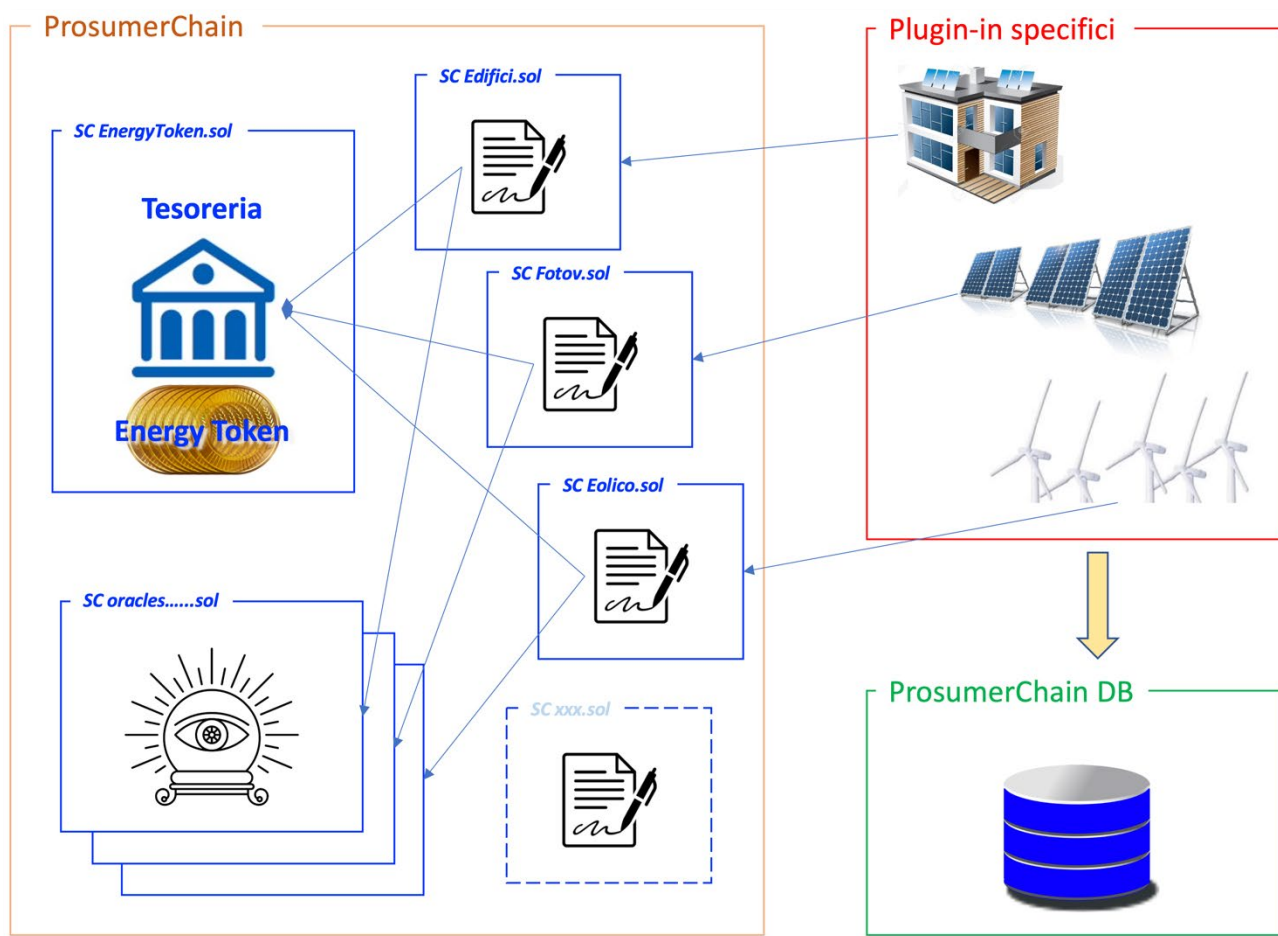 ProsumerChain
Plugin-in specifici
SC Edifici.sol
SC EnergyToken.sol
Tesoreria
SC Fotov.sol
Energy Token
SC Eolico.sol
SC oracles......sol
ProsumerChain DB
SC xxx.sol